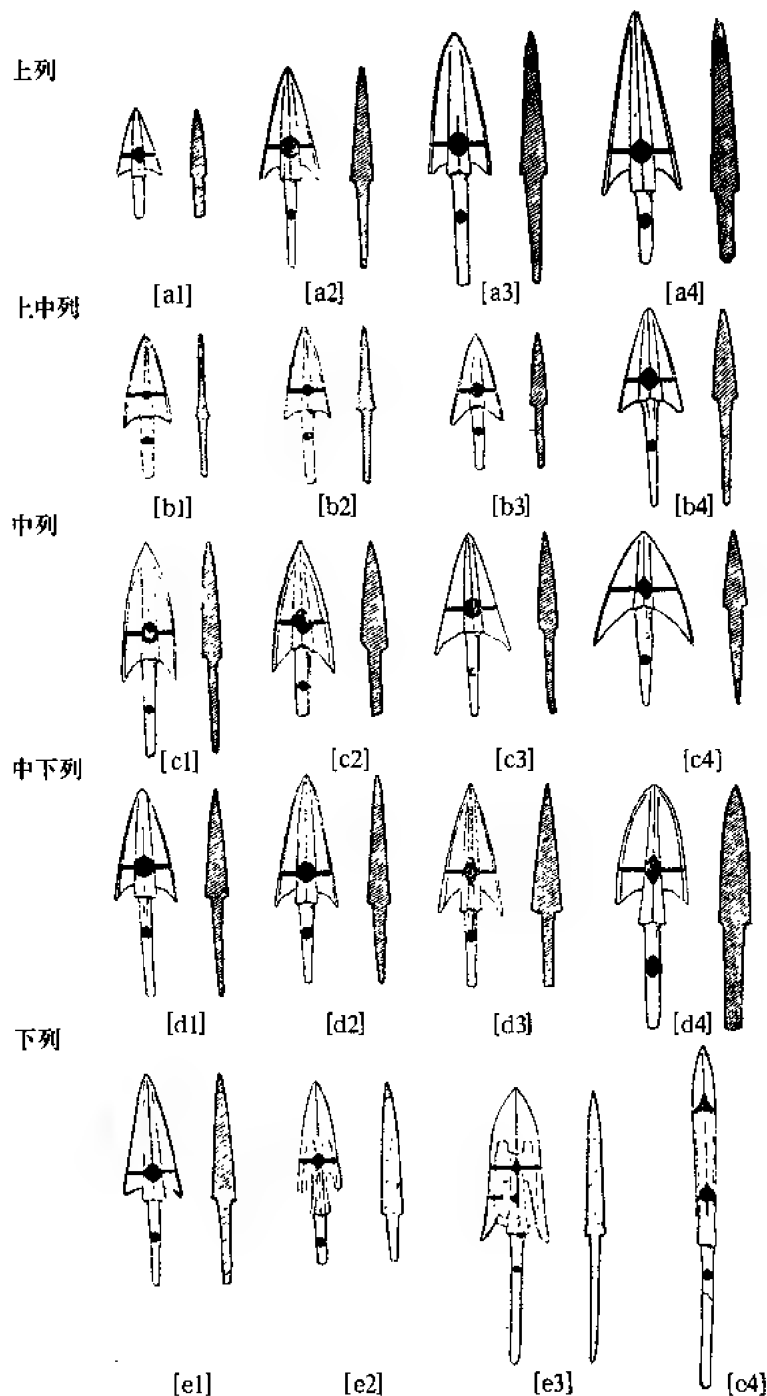 上列
[a1] [a2] [a3] [a4]
上中列
[b1] [b2] [b3] [b4]
中列
[c1] [c2] [c3] [c4]
中下列
[d1] [d2] [d3] [d4]
下列
[e1] [e2] [e3] [e4]